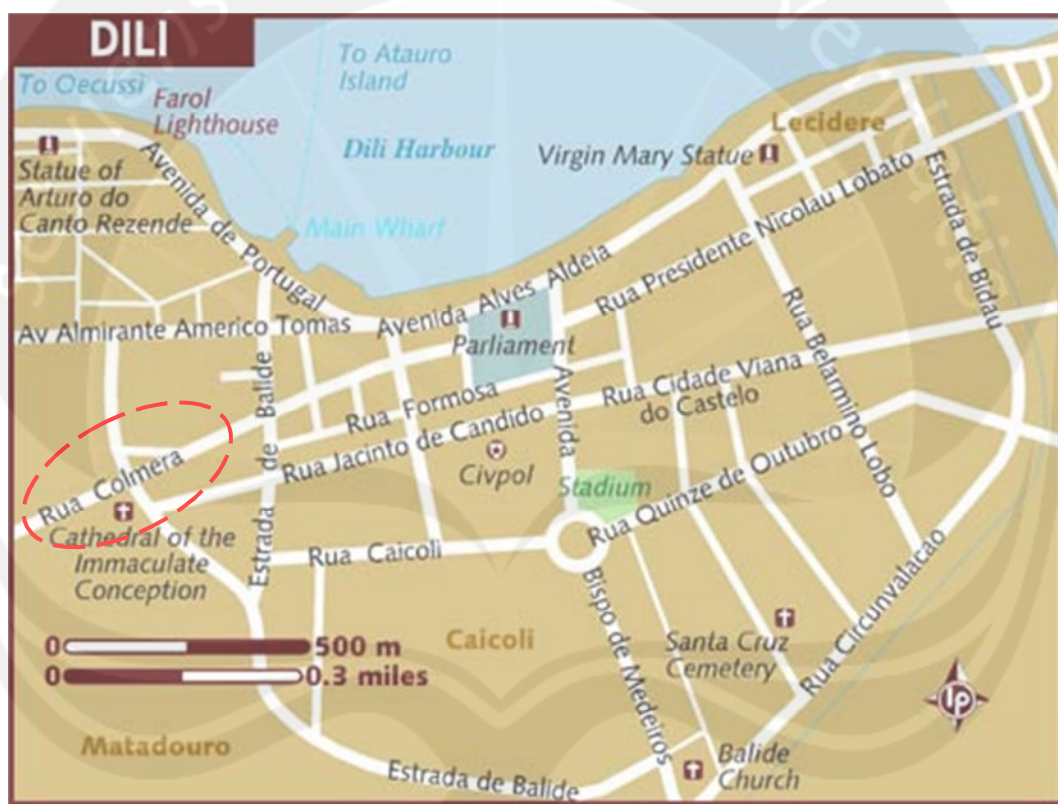 DILI
To Oecussi
Farol
Lighthouse
To Atauro
Island
Dili Harbour
Lecidere
Virgin Mary Statue
Statue of
Arturo do
Canto Rezende
Avenida de Portugal
Main Wharf
Rua Presidente Nicolau Lobato
Estrada de Bidau
Av Almirante Americo Tomas
Avenida Alves Aldeia
Parliament
Rua Belarmino Lobo
Estrada de Balide
Rua Formosa
Avenida
Bispo de Medeiros
Rua Cidade Viana
do Castelo
Rua Jacinto de Candido
Civpol
Stadium
Rua Quinze de Outubro
Rua Colmera
Cathedral of the
Immaculate
Conception
Rua Caicoli
Caicoli
Santa Cruz
Cemetery
Rua Circunvalacao
0 500 m
0 0.3 miles
lp
Matadouro
Estrada de Balide
Balide
Church